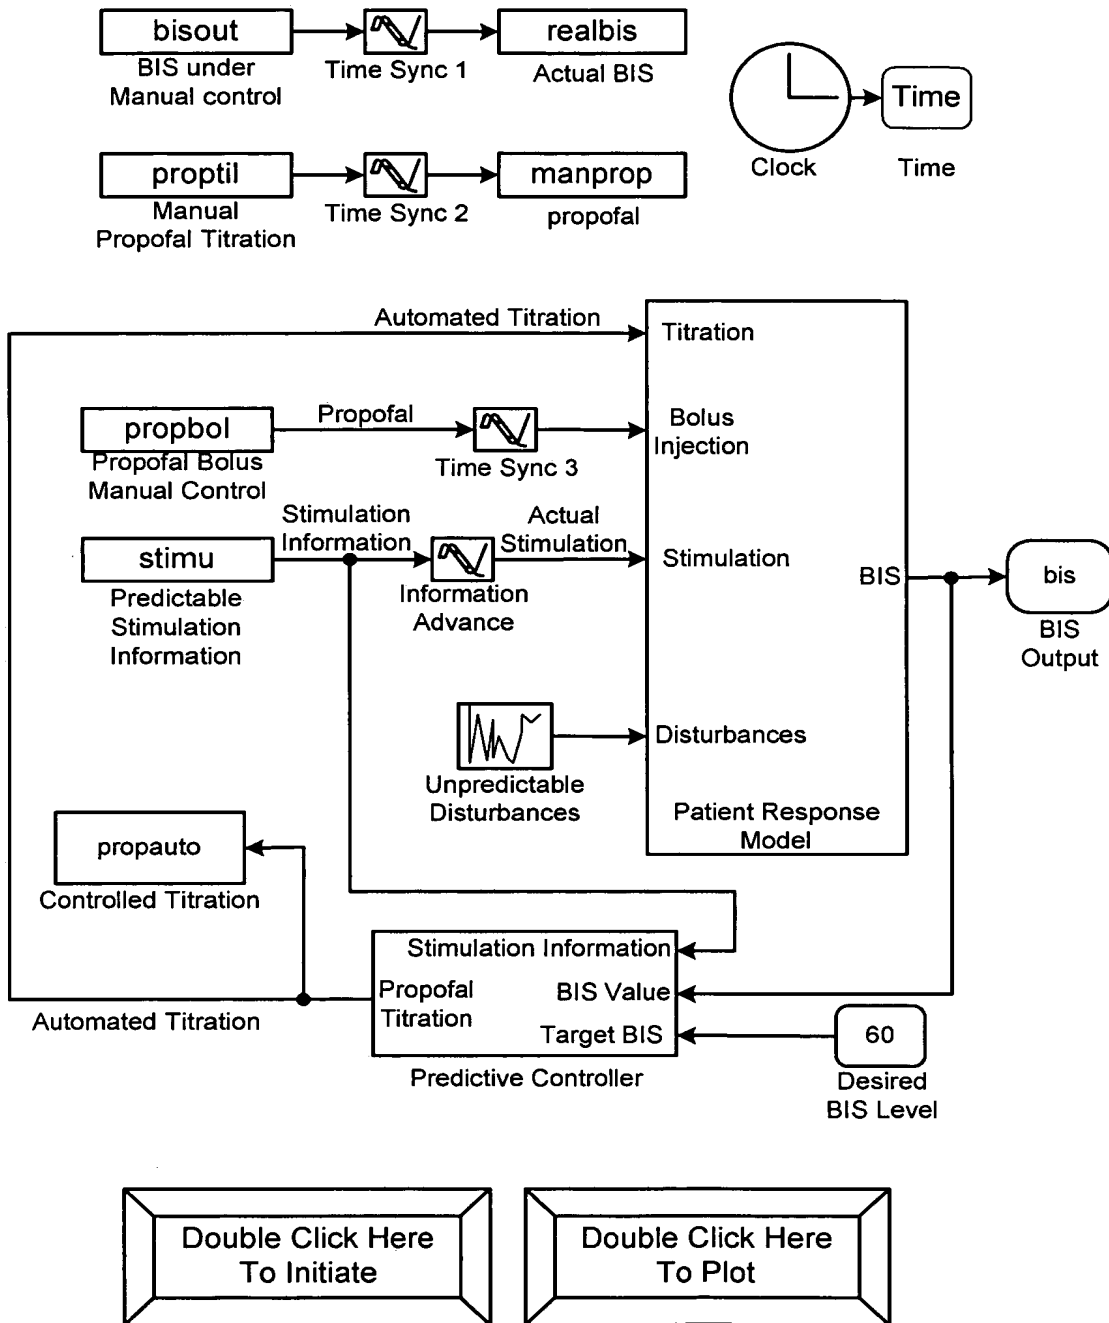 bisout
BIS under
Manual control
Time Sync 1
realbis
Actual BIS
Clock
Time
Time
proptil
Manual
Propofal Titration
Time Sync 2
manprop
propofal
Automated Titration
Titration
propbol
Propofal Bolus
Manual Control
Propofal
Time Sync 3
Bolus
Injection
stimu
Predictable
Stimulation
Information
Stimulation
Information
Information
Advance
Actual
Stimulation
Stimulation
BIS
bis
BIS
Output
Unpredictable
Disturbances
Disturbances
Patient Response
Model
propauto
Controlled Titration
Automated Titration
Stimulation Information
Propofal
Titration
BIS Value
Target BIS
Predictive Controller
60
Desired
BIS Level
Double Click Here
To Initiate
Double Click Here
To Plot